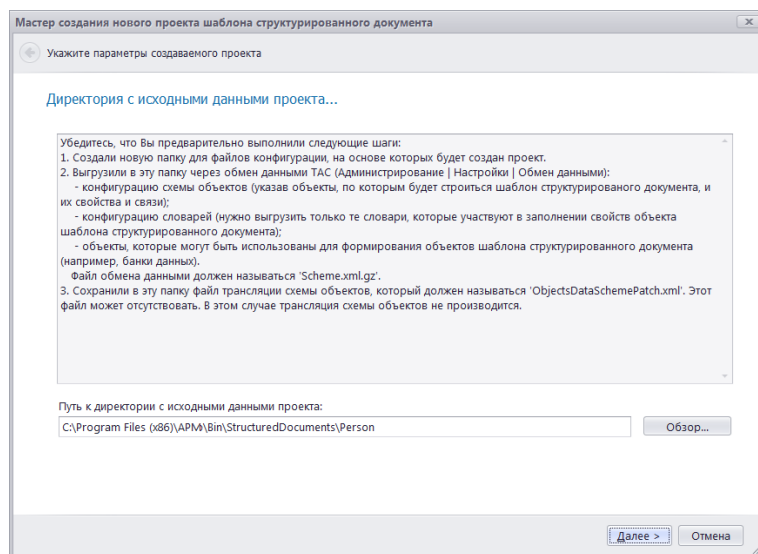 Мастер создания нового проекта шаблона структурированного документа
Укажите параметры создаваемого проекта
Директория с исходными данными проекта...
Убедитесь, что Вы предварительно выполнили следующие шаги:
1. Создали новую папку для файлов конфигурации, на основе которых будет создан проект.
2. Выгрузили в эту папку через обмен данными ТАС (Администрирование | Настройки | Обмен данными):
- конфигурацию схемы объектов (указав объекты, по которым будет строиться шаблон структурированого документа, и
их свойства и связи);
- конфигурацию словарей (нужно выгрузить только те словари, которые участвуют в заполнении свойств объекта
шаблона структурированного документа);
- объекты, которые могут быть использованы для формирования объектов шаблона структурированного документа
(например, банки данных).
Файл обмена данными должен называться 'Scheme.xml.gz'.
3. Сохранили в эту папку файл трансляции схемы объектов, который должен называться 'ObjectsDataSchemePatch.xml'. Этот
файл может отсутствовать. В этом случае трансляция схемы объектов не производится.
Путь к директории с исходными данными проекта:
C:\Program Files (x86)\АРМ\Bin\StructuredDocuments\Person
Обзор...
Далее >
Отмена